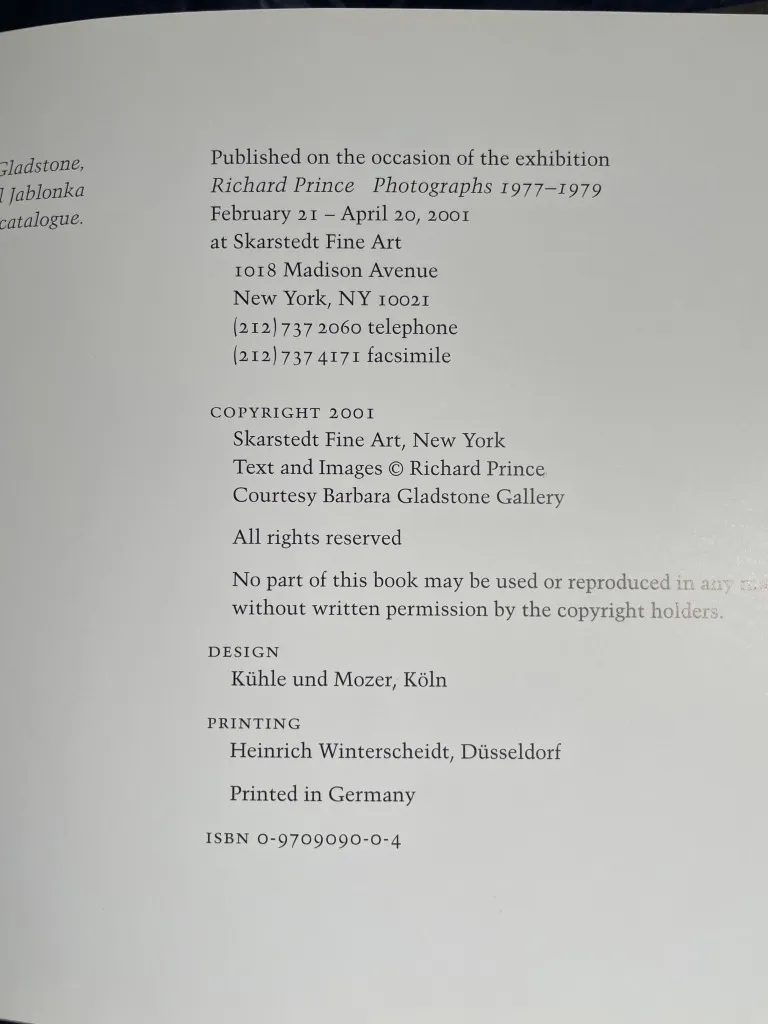 Gladstone,
Jablonka
catalogue.
Published on the occasion of the exhibition
Richard Prince Photographs 1977–1979
February 21 – April 20, 2001
at Skarstedt Fine Art
1018 Madison Avenue
New York, NY 10021
(212) 737 2060 telephone
(212) 737 4171 facsimile
COPYRIGHT 2001
Skarstedt Fine Art, New York
Text and Images © Richard Prince
Courtesy Barbara Gladstone Gallery
All rights reserved
No part of this book may be used or reproduced in any
without written permission by the copyright holders.
DESIGN
Kühle und Mozer, Köln
PRINTING
Heinrich Winterscheidt, Düsseldorf
Printed in Germany
ISBN 0-9709090-0-4